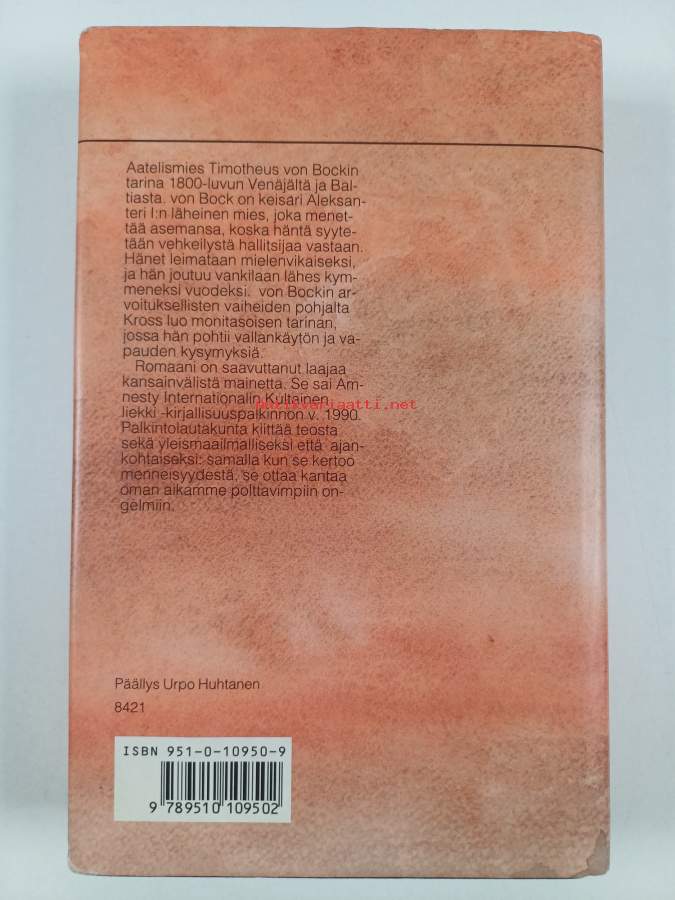 Aatelismies Timotheus von Bockin
tarina 1800-luvun Venäjältä ja Bal-
tiasta. von Bock on keisari Aleksan-
teri I:n läheinen mies, joka menet-
tää asemansa, koska häntä syyte-
tään vehkeilystä hallitsijaa vastaan.
Hänet leimataan mielenvikaiseksi,
ja hän joutuu vankilaan lähes kym-
meneksi vuodeksi. von Bockin ar-
voituksellisten vaiheiden pohjalta
Kross luo monitasoisen tarinan,
jossa hän pohtii vallankäytön ja va-
pauden kysymyksiä.
Romaani on saavuttanut laajaa
kansainvälistä mainetta. Se sai Am-
nesty Internationalin Kultainen
liekki -kirjallisuuspalkinnon v. 1990.
Palkintolautakunta kiittää teosta
sekä yleismaailmalliseksi että ajan-
kohtaiseksi: samalla kun se kertoo
menneisyydestä, se ottaa kantaa
oman aikamme polttavimpiin on-
gelmiin.
antikvariaatti.net
Päällys Urpo Huhtanen
8421
ISBN 951-0-10950-9
9 789510 109502